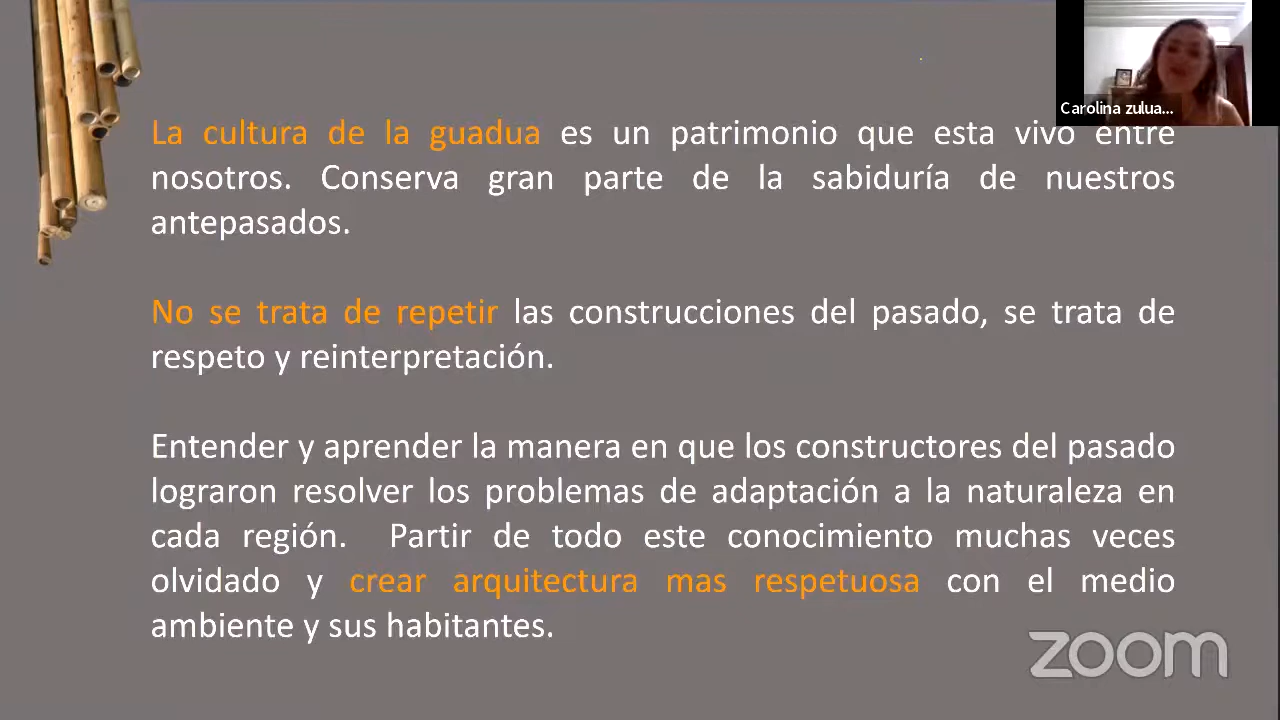 Carolina zulua...
La cultura de la guadua es un patrimonio que esta vivo entre
nosotros. Conserva gran parte de la sabiduría de nuestros
antepasados.
No se trata de repetir las construcciones del pasado, se trata de
respeto y reinterpretación.
Entender y aprender la manera en que los constructores del pasado
lograron resolver los problemas de adaptación a la naturaleza en
cada región. Partir de todo este conocimiento muchas veces
olvidado y crear arquitectura mas respetuosa con el medio
ambiente y sus habitantes.
zoom